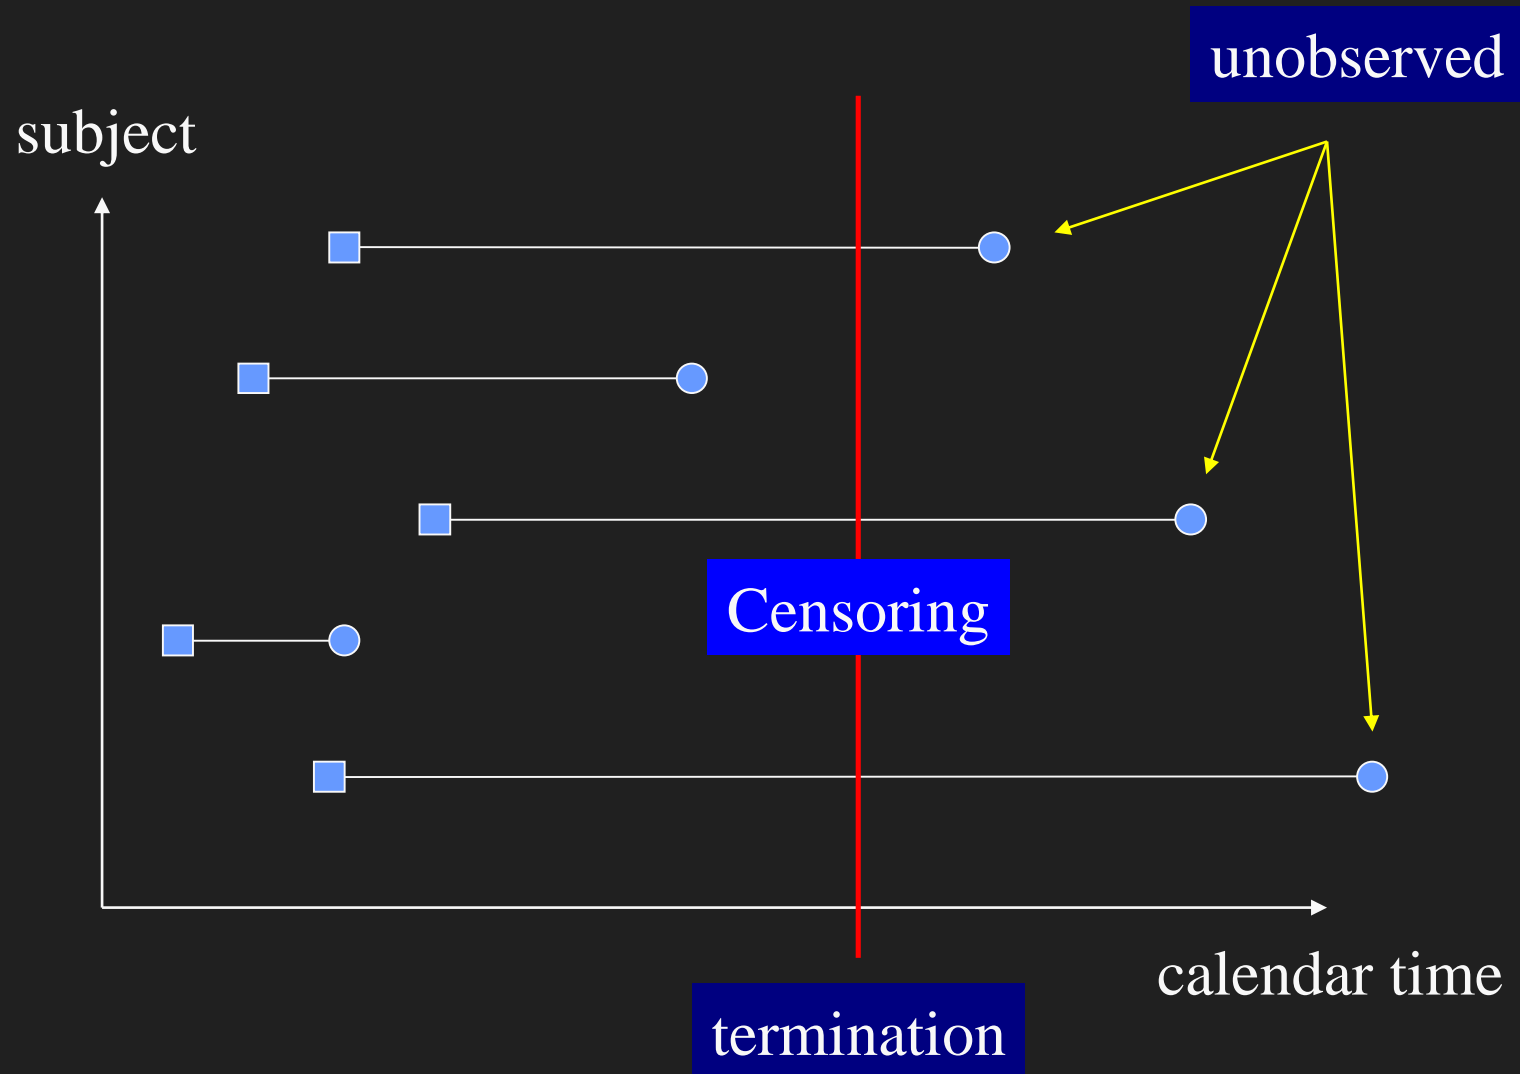 unobserved
subject
Censoring
calendar time
termination